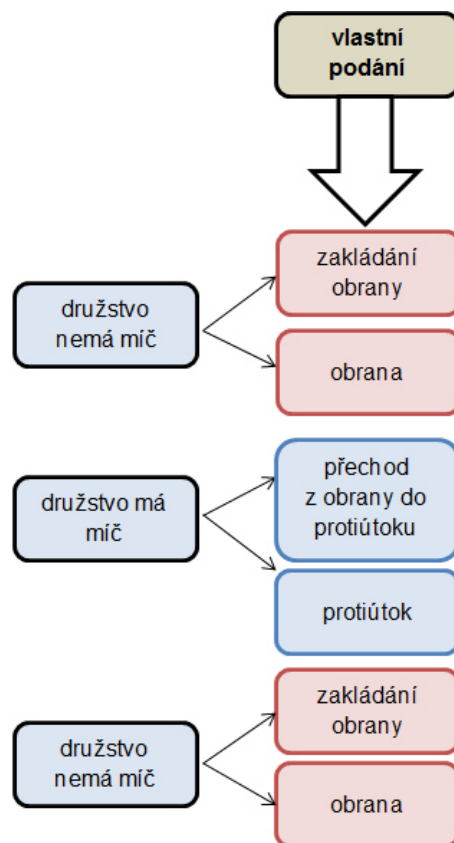 vlastní
podání
zakládání
obrany
družstvo
nemá míč
obrana
přechod
z obrany do
protiútoku
družstvo má
míč
protiútok
zakládání
obrany
družstvo
nemá míč
obrana